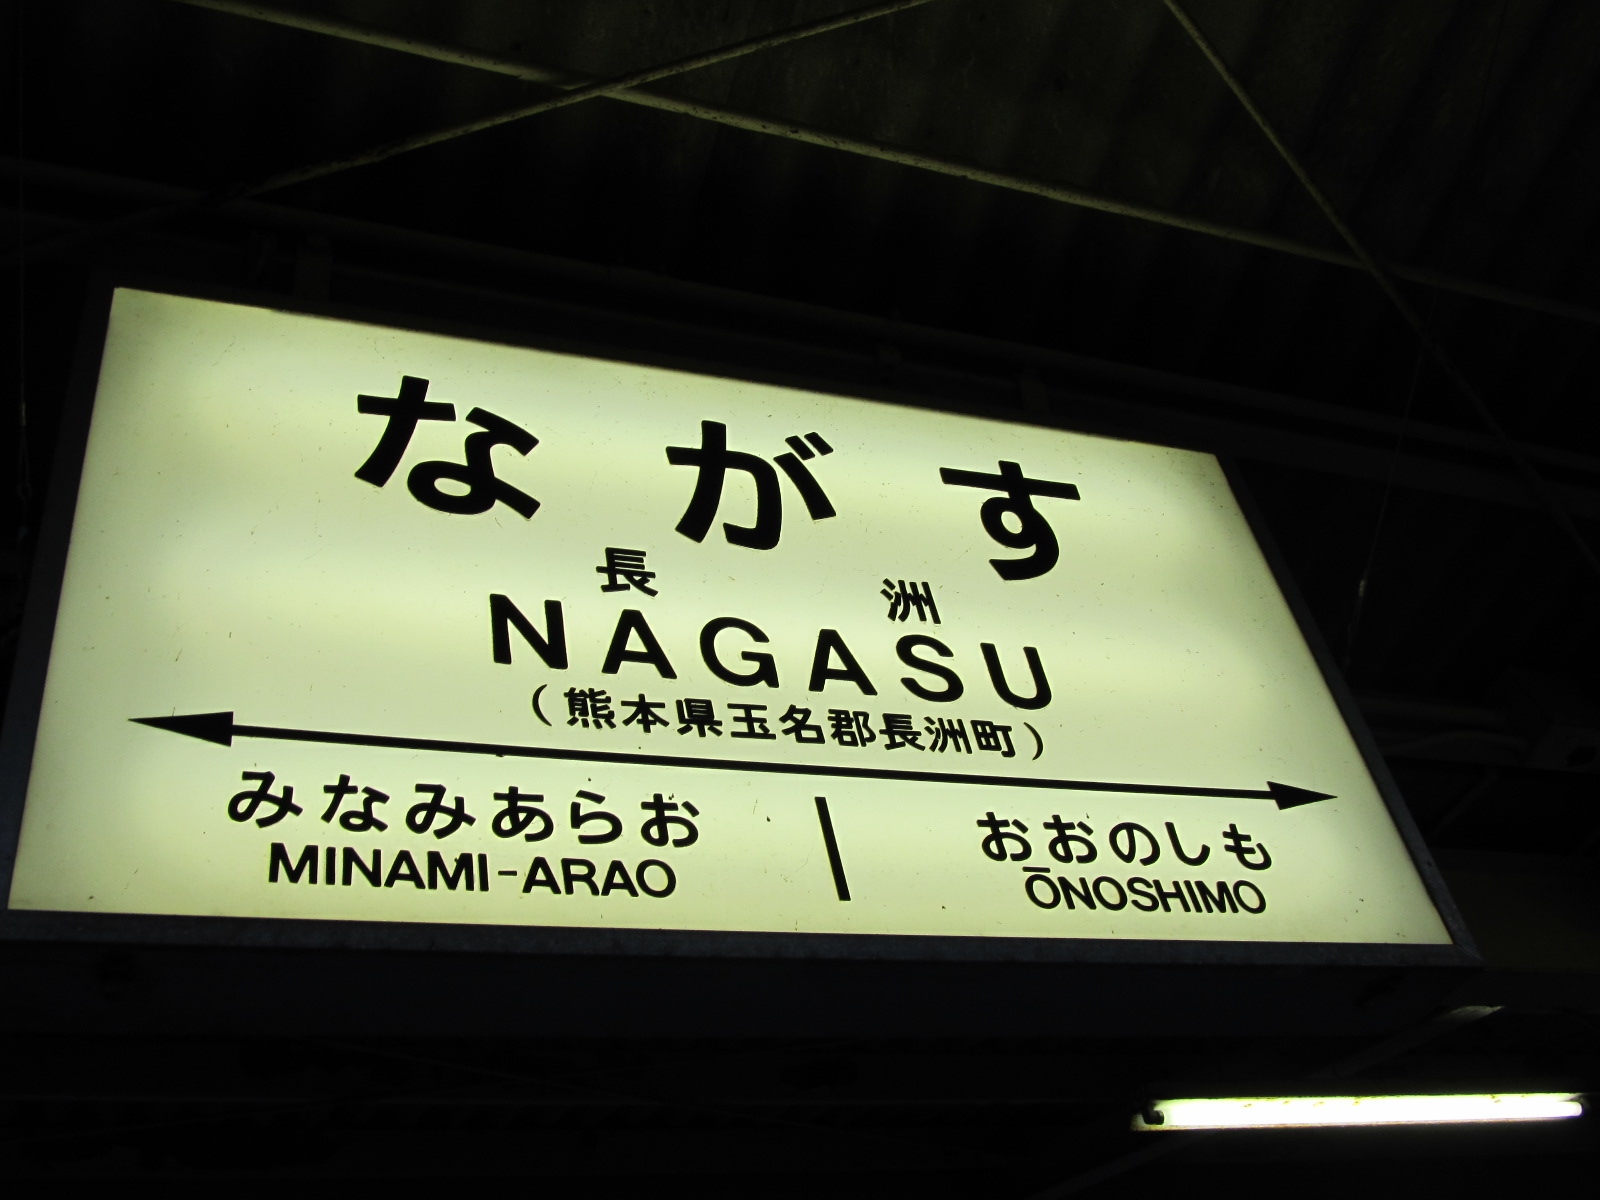 ながす
長洲
NAGASU
(熊本県玉名郡長洲町)
みなみあらお
MINAMI-ARAO
おおのしも
ŌNOSHIMO